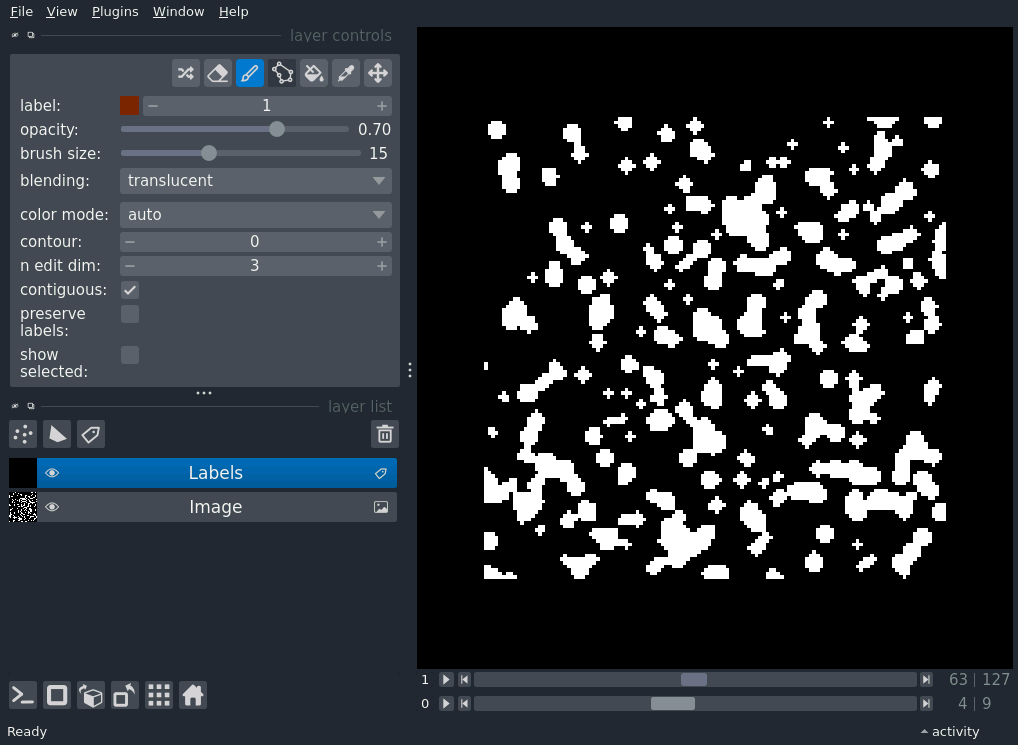 File View Plugins Window Help
layer controls
label: 1
opacity: 0.70
brush size: 15
blending: translucent
color mode: auto
contour: 0
n edit dim: 3
contiguous:
preserve
labels:
show
selected:
layer list
Labels
Image
1 63 | 127
0 4 | 9
Ready activity